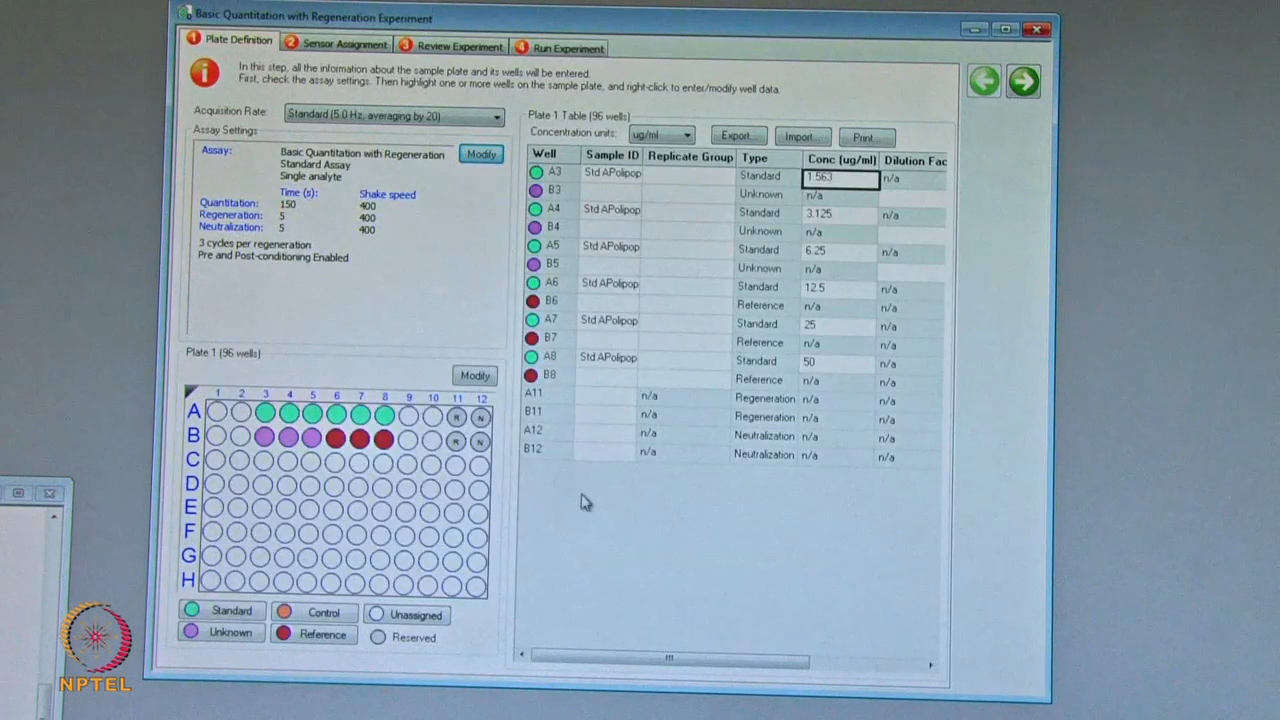 Basic Quantitation with Regeneration Experiment
1 Plate Definition 2 Sensor Assignment 3 Review Experiment 4 Run Experiment
In this step, all the information about the sample plate and its wells will be entered.
First, check the assay settings. Then highlight one or more wells on the sample plate, and right-click to enter/modify well data.
Acquisition Rate: Standard (5.0 Hz, averaging by 20)
Assay Settings
Assay: Basic Quantitation with Regeneration
Standard Assay
Single analyte
Modify
Time (s): Shake speed
Quantitation: 150 400
Regeneration: 5 400
Neutralization: 5 400
3 cycles per regeneration
Pre and Post-conditioning Enabled
Plate 1 (96 wells)
Modify
1 2 3 4 5 6 7 8 9 10 11 12
A R N
B R N
C
D
E
F
G
H
Standard Control Unassigned
Unknown Reference Reserved
Plate 1 Table (96 wells)
Concentration units: ug/ml Export... Import... Print...
Well Sample ID Replicate Group Type Conc (ug/ml) Dilution Fac
A3 Std APolipop Standard 1.563 n/a
B3 Unknown n/a
A4 Std APolipop Standard 3.125 n/a
B4 Unknown n/a
A5 Std APolipop Standard 6.25 n/a
B5 Unknown n/a
A6 Std APolipop Standard 12.5 n/a
B6 Reference n/a n/a
A7 Std APolipop Standard 25 n/a
B7 Reference n/a n/a
A8 Std APolipop Standard 50 n/a
B8 Reference n/a n/a
A11 n/a Regeneration n/a n/a
B11 n/a Regeneration n/a n/a
A12 n/a Neutralization n/a n/a
B12 n/a Neutralization n/a n/a
NPTEL